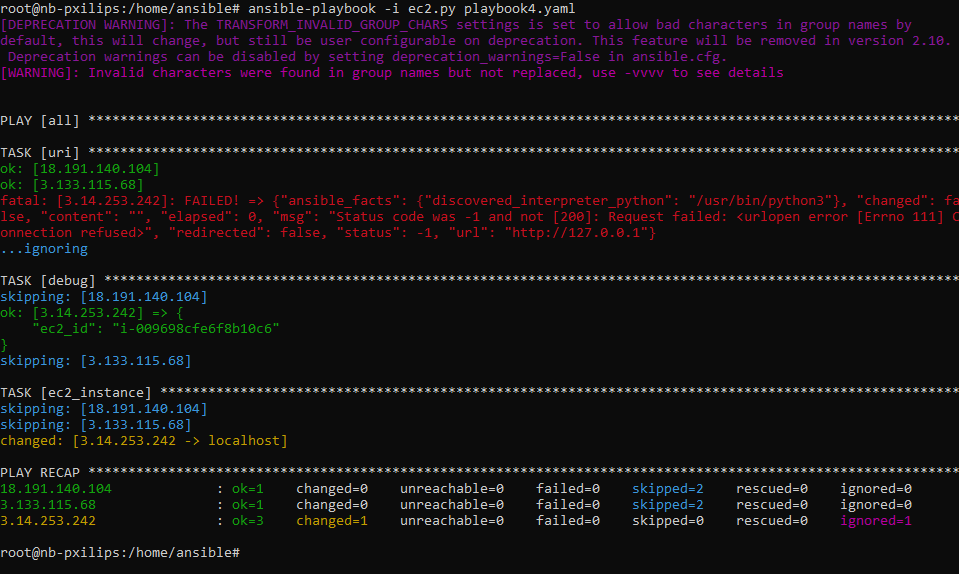 root@nb-pxilips:/home/ansible# ansible-playbook -i ec2.py playbook4.yaml
[DEPRECATION WARNING]: The TRANSFORM_INVALID_GROUP_CHARS settings is set to allow bad characters in group names by
default, this will change, but still be user configurable on deprecation. This feature will be removed in version 2.10.
 Deprecation warnings can be disabled by setting deprecation_warnings=False in ansible.cfg.
[WARNING]: Invalid characters were found in group names but not replaced, use -vvvv to see details
PLAY [all] *************************************************************************************************************
TASK [uri] *************************************************************************************************************
ok: [18.191.140.104]
ok: [3.133.115.68]
fatal: [3.14.253.242]: FAILED! => {"ansible_facts": {"discovered_interpreter_python": "/usr/bin/python3"}, "changed": fa
lse, "content": "", "elapsed": 0, "msg": "Status code was -1 and not [200]: Request failed: <urlopen error [Errno 111] C
onnection refused>", "redirected": false, "status": -1, "url": "http://127.0.0.1"}
...ignoring
TASK [debug] ***********************************************************************************************************
skipping: [18.191.140.104]
ok: [3.14.253.242] => {
    "ec2_id": "i-009698cfe6f8b10c6"
}
skipping: [3.133.115.68]
TASK [ec2_instance] ****************************************************************************************************
skipping: [18.191.140.104]
skipping: [3.133.115.68]
changed: [3.14.253.242 -> localhost]
PLAY RECAP *************************************************************************************************************
18.191.140.104             : ok=1    changed=0    unreachable=0    failed=0    skipped=2    rescued=0    ignored=0
3.133.115.68               : ok=1    changed=0    unreachable=0    failed=0    skipped=2    rescued=0    ignored=0
3.14.253.242               : ok=3    changed=1    unreachable=0    failed=0    skipped=0    rescued=0    ignored=1
root@nb-pxilips:/home/ansible#